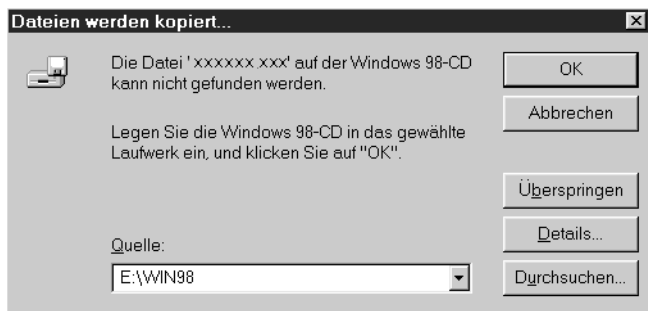 Dateien werden kopiert...
Die Datei 'xxxxxx.xxx' auf der Windows 98-CD
kann nicht gefunden werden.
Legen Sie die Windows 98-CD in das gewählte
Laufwerk ein, und klicken Sie auf "OK".
Quelle:
E:\WIN98
OK
Abbrechen
Überspringen
Details...
Durchsuchen...